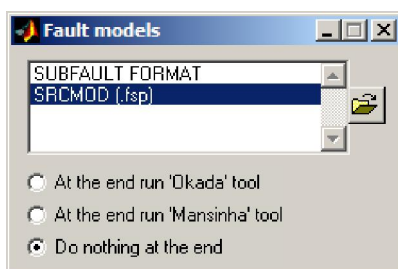 Fault models
SUBFAULT FORMAT
SRCMOD (.fsp)
At the end run 'Okada' tool
At the end run 'Mansinha' tool
Do nothing at the end